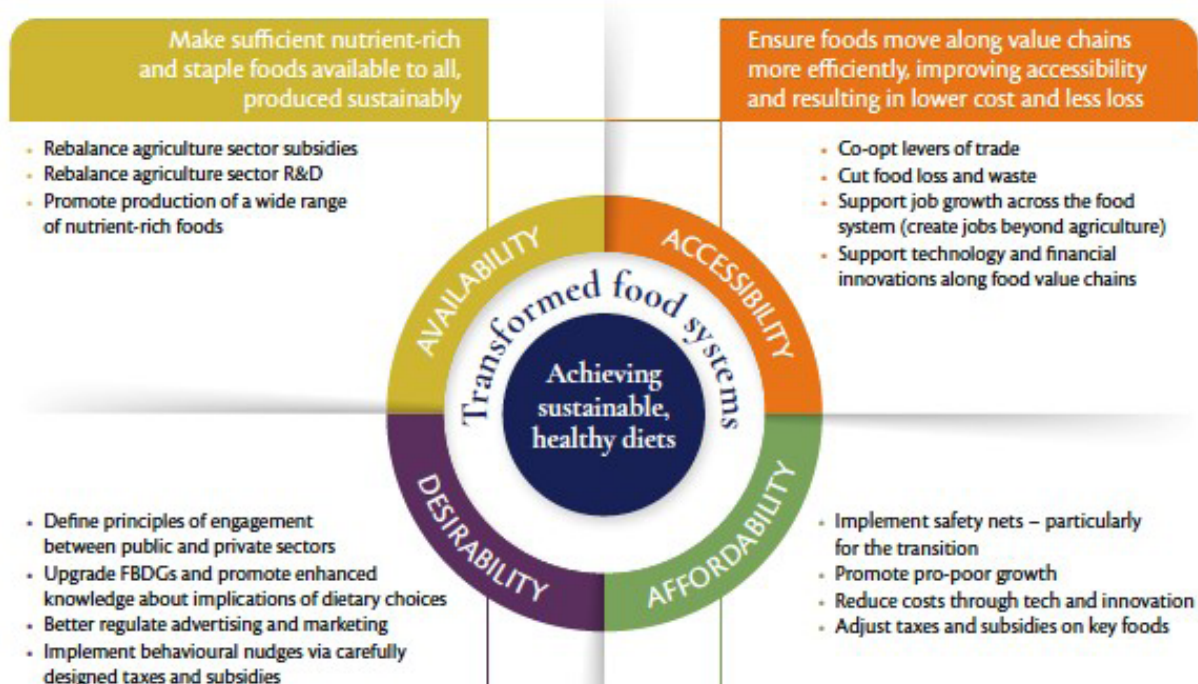 Make sufficient nutrient-rich
and staple foods available to all,
produced sustainably
Ensure foods move along value chains
more efficiently, improving accessibility
and resulting in lower cost and less loss
• Rebalance agriculture sector subsidies
• Rebalance agriculture sector R&D
• Promote production of a wide range
of nutrient-rich foods
• Co-opt levers of trade
• Cut food loss and waste
• Support job growth across the food
system (create jobs beyond agriculture)
• Support technology and financial
innovations along food value chains
AVAILABILITY
ACCESSIBILITY
Transformed food systems
Achieving
sustainable,
healthy diets
DESIRABILITY
AFFORDABILITY
• Define principles of engagement
between public and private sectors
• Upgrade FBDGs and promote enhanced
knowledge about implications of dietary choices
• Better regulate advertising and marketing
• Implement behavioural nudges via carefully
designed taxes and subsidies
• Implement safety nets – particularly
for the transition
• Promote pro-poor growth
• Reduce costs through tech and innovation
• Adjust taxes and subsidies on key foods